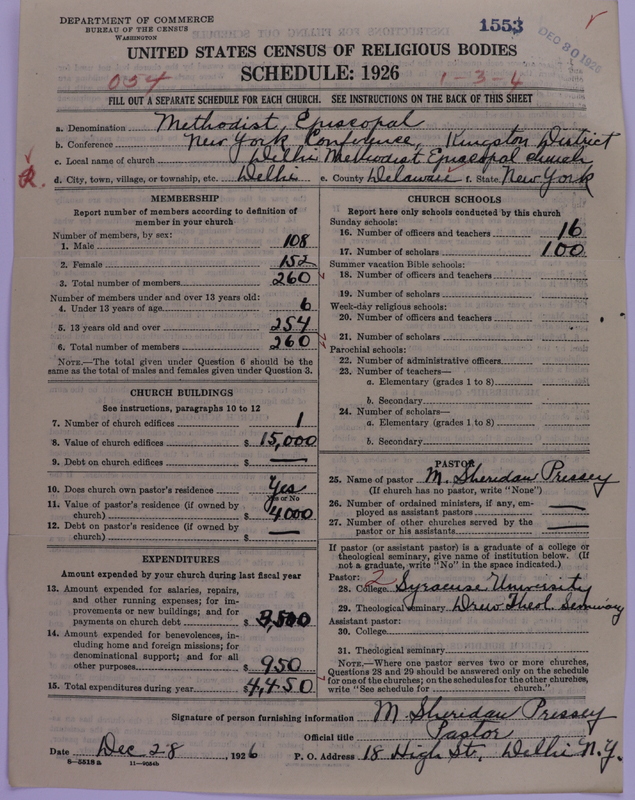 DEPARTMENT OF COMMERCE
BUREAU OF THE CENSUS
WASHINGTON
1553
DEC 30 1926
UNITED STATES CENSUS OF RELIGIOUS BODIES
SCHEDULE: 1926
054
1-3-4
FILL OUT A SEPARATE SCHEDULE FOR EACH CHURCH. SEE INSTRUCTIONS ON THE BACK OF THIS SHEET
a. Denomination Methodist Episcopal
b. Conference New York Conference, Kingston District
c. Local name of church Delhi Methodist Episcopal church
d. City, town, village, or township, etc. Delhi e. County Delaware f. State New York
MEMBERSHIP
Report number of members according to definition of
member in your church
Number of members, by sex:
1. Male 108
2. Female 152
3. Total number of members 260
Number of members under and over 13 years old:
4. Under 13 years of age 6
5. 13 years old and over 254
6. Total number of members 260
NOTE.—The total given under Question 6 should be
same as the total of males and females given under Question 3.
CHURCH BUILDINGS
See instructions, paragraphs 10 to 12
7. Number of church edifices 1
8. Value of church edifices $ 15,000
9. Debt on church edifices $ —
10. Does church own pastor's residence Yes
Yes or No
11. Value of pastor's residence (if owned by
church) $ 4000
12. Debt on pastor's residence (if owned by
church) $ —
EXPENDITURES
Amount expended by your church during last fiscal year
13. Amount expended for salaries, repairs,
and other running expenses; for im-
provements or new buildings; and for
payments on church debt $ 3,500
14. Amount expended for benevolences, in-
cluding home and foreign missions; for
denominational support; and for all
other purposes $ 950
15. Total expenditures during year $4,450
CHURCH SCHOOLS
Report here only schools conducted by this church
Sunday schools:
16. Number of officers and teachers 16
17. Number of scholars 100
Summer vacation Bible schools:
18. Number of officers and teachers
19. Number of scholars
Week-day religious schools:
20. Number of officers and teachers
21. Number of scholars
Parochial schools:
22. Number of administrative officers
23. Number of teachers—
a. Elementary (grades 1 to 8)
b. Secondary
24. Number of scholars—
a. Elementary (grades 1 to 8)
b. Secondary
PASTOR
25. Name of pastor M. Sheridan Pressey
(If church has no pastor, write "None")
26. Number of ordained ministers, if any, em-
ployed as assistant pastors —
27. Number of other churches served by the
pastor or his assistants —
If pastor (or assistant pastor) is a graduate of a college or
theological seminary, give name of institution below. (If
not a graduate, write "No" in the space indicated.)
Pastor:
28. College 2 Syracuse University
29. Theological seminary Drew Theol. Seminary
Assistant pastor:
30. College
31. Theological seminary
NOTE.—Where one pastor serves two or more churches,
Questions 28 and 29 should be answered only on the schedule
for one of the churches; on the schedules for the other churches,
write "See schedule for church."
Signature of person furnishing information M. Sheridan Pressey
Official title Pastor
Date Dec 28, 1926 P. O. Address 18 High St., Delhi N.Y.
8—5518a 11—9054b